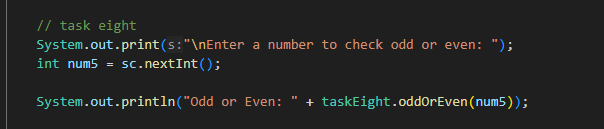 // task eight
System.out.print(s:"\nEnter a number to check odd or even: ");
int num5 = sc.nextInt();
System.out.println("Odd or Even: " + taskEight.oddOrEven(num5));